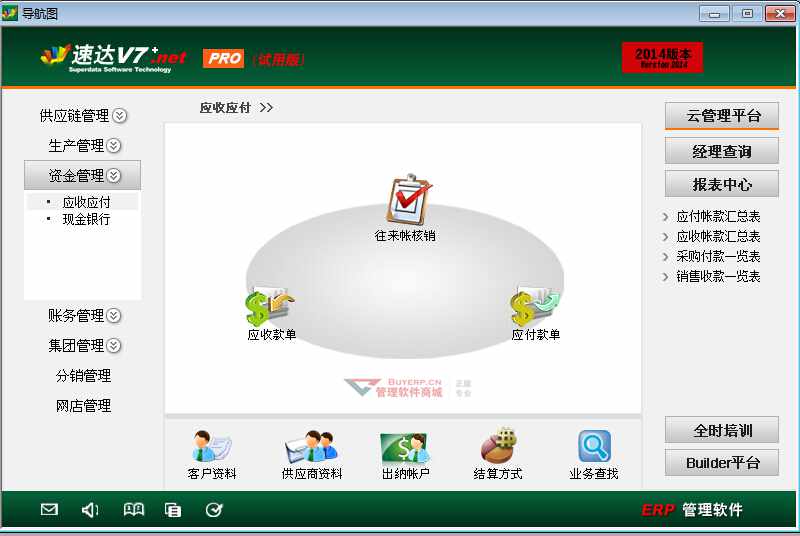 导航图
速达V7+.net
Superdata Software Technology
PRO (试用版)
2014版本
Version 2014
供应链管理
生产管理
资金管理
应收应付
现金银行
账务管理
集团管理
分销管理
网店管理
应收应付 >>
往来帐核销
应收款单
应付款单
BUYERP.CN
管理软件商城
正版
专业
客户资料
供应商资料
出纳帐户
结算方式
业务查找
云管理平台
经理查询
报表中心
应付帐款汇总表
应收帐款汇总表
采购付款一览表
销售收款一览表
全时培训
Builder平台
ERP 管理软件